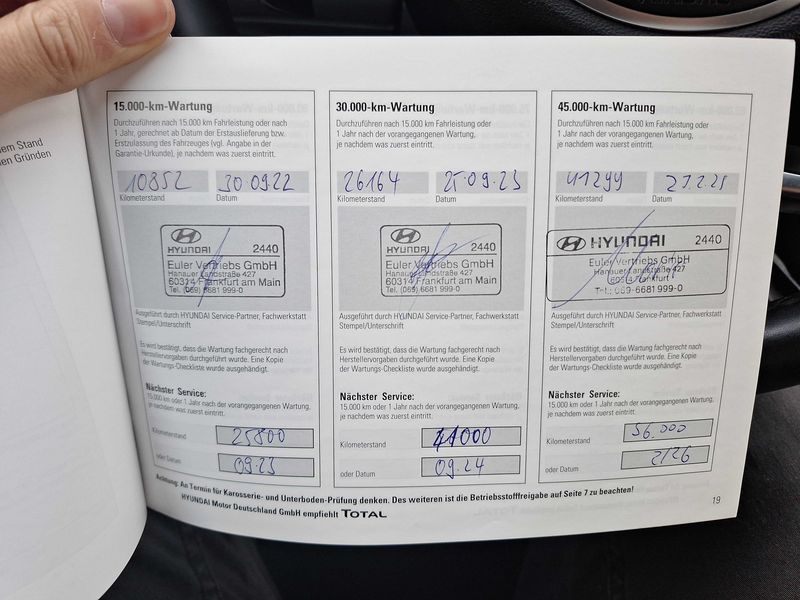 nem Stand
nen Gründen
15.000-km-Wartung
Durchzuführen nach 15.000 km Fahrleistung oder nach
1 Jahr, gerechnet ab Datum der Erstauslieferung bzw.
Erstzulassung des Fahrzeuges (vgl. Angabe in der
Garantie-Urkunde), je nachdem was zuerst eintritt.
10852 30.09.22
Kilometerstand Datum
HYUNDAI 2440
Euler Vertriebs GmbH
Hanauer Landstraße 427
60314 Frankfurt am Main
Tel. (069) 6681 999-0
Ausgeführt durch HYUNDAI Service-Partner, Fachwerkstatt
Stempel/Unterschrift
Es wird bestätigt, dass die Wartung fachgerecht nach
Herstellervorgaben durchgeführt wurde. Eine Kopie
der Wartungs-Checkliste wurde ausgehändigt.
Nächster Service:
15.000 km oder 1 Jahr nach der vorangegangenen Wartung,
je nachdem was zuerst eintritt.
Kilometerstand 25800
oder Datum 09.23
30.000-km-Wartung
Durchzuführen nach 15.000 km Fahrleistung oder
1 Jahr nach der vorangegangenen Wartung,
je nachdem was zuerst eintritt.
26164 25.09.23
Kilometerstand Datum
HYUNDAI 2440
Euler Vertriebs GmbH
Hanauer Landstraße 427
60314 Frankfurt am Main
Tel. (069) 6681 999-0
Ausgeführt durch HYUNDAI Service-Partner, Fachwerkstatt
Stempel/Unterschrift
Es wird bestätigt, dass die Wartung fachgerecht nach
Herstellervorgaben durchgeführt wurde. Eine Kopie
der Wartungs-Checkliste wurde ausgehändigt.
Nächster Service:
15.000 km oder 1 Jahr nach der vorangegangenen Wartung,
je nachdem was zuerst eintritt.
Kilometerstand 41000
oder Datum 09.24
45.000-km-Wartung
Durchzuführen nach 15.000 km Fahrleistung oder
1 Jahr nach der vorangegangenen Wartung,
je nachdem was zuerst eintritt.
41299 27.2.25
Kilometerstand Datum
HYUNDAI 2440
Euler Vertriebs GmbH
Hanauer Landstraße 427
60314 Frankfurt
Tel.: 069-6681 999-0
Ausgeführt durch HYUNDAI Service-Partner, Fachwerkstatt
Stempel/Unterschrift
Es wird bestätigt, dass die Wartung fachgerecht nach
Herstellervorgaben durchgeführt wurde. Eine Kopie
der Wartungs-Checkliste wurde ausgehändigt.
Nächster Service:
15.000 km oder 1 Jahr nach der vorangegangenen Wartung,
je nachdem was zuerst eintritt.
Kilometerstand 56.000
oder Datum 2/26
Achtung: An Termin für Karosserie- und Unterboden-Prüfung denken. Des weiteren ist die Betriebsstofffreigabe auf Seite 7 zu beachten!
HYUNDAI Motor Deutschland GmbH empfiehlt TOTAL
19